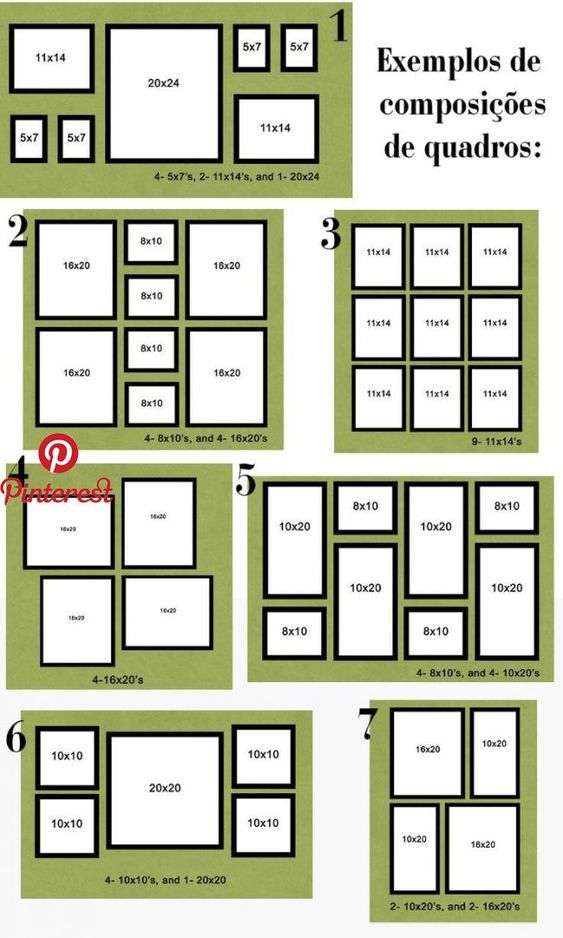 1
Exemplos de
composições
de quadros:
11x14
20x24
5x7
5x7
5x7
5x7
11x14
4- 5x7's, 2- 11x14's, and 1- 20x24
2
16x20
8x10
16x20
8x10
16x20
8x10
16x20
8x10
4- 8x10's, and 4- 16x20's
3
11x14
11x14
11x14
11x14
11x14
11x14
11x14
11x14
11x14
9- 11x14's
4
Pinterest
16x20
16x20
16x20
16x20
4-16x20's
5
10x20
8x10
10x20
8x10
8x10
10x20
8x10
10x20
4- 8x10's, and 4- 10x20's
6
10x10
20x20
10x10
10x10
10x10
4- 10x10's, and 1- 20x20
7
16x20
10x20
10x20
16x20
2- 10x20's, and 2- 16x20's